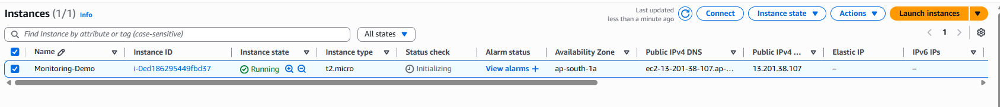 Instances (1/1) Info
Last updated
less than a minute ago
Connect
Instance state
Actions
Launch instances
Find Instance by attribute or tag (case-sensitive)
All states
1
Name
Instance ID
Instance state
Instance type
Status check
Alarm status
Availability Zone
Public IPv4 DNS
Public IPv4 ...
Elastic IP
IPv6 IPs
Monitoring-Demo
i-0ed186295449fbd37
Running
t2.micro
Initializing
View alarms +
ap-south-1a
ec2-13-201-38-107.ap-...
13.201.38.107
–
–